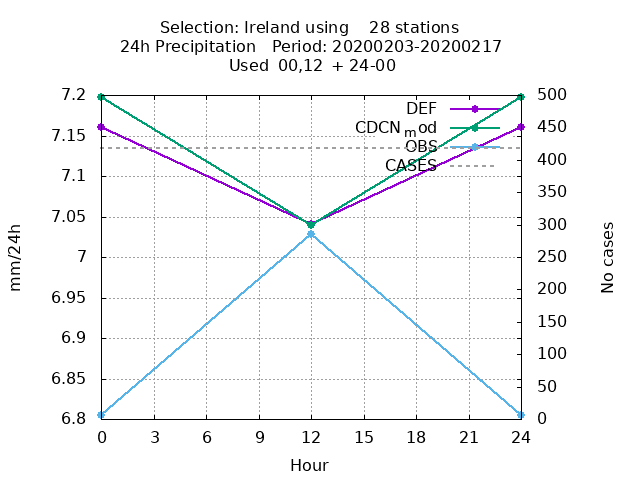 Selection: Ireland using    28 stations
24h Precipitation   Period: 20200203-20200217
Used  00,12  + 24-00
7.2
7.15
7.1
7.05
7
6.95
6.9
6.85
6.8
mm/24h
DEF
CDCN mod
OBS
CASES
500
450
400
350
300
250
200
150
100
50
0
No cases
0 3 6 9 12 15 18 21 24
Hour